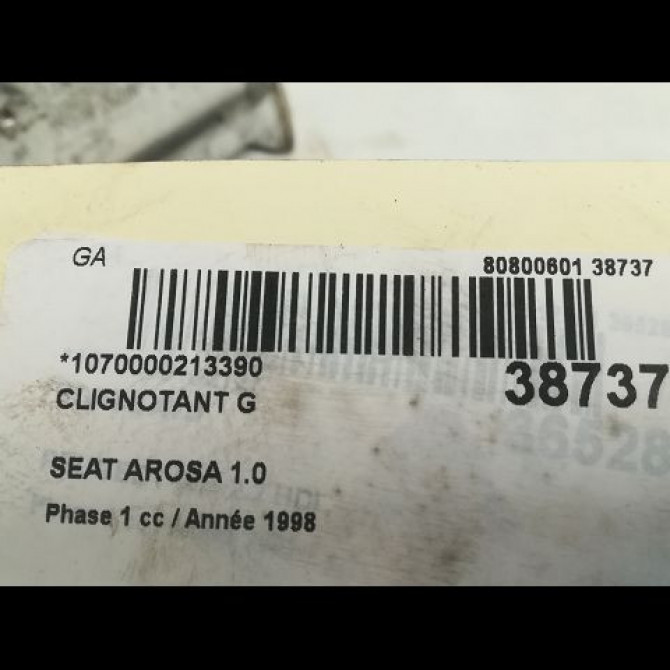 GA
80800601 38737
*1070000213390
38737
CLIGNOTANT G
SEAT AROSA 1.0
Phase 1 cc / Année 1998